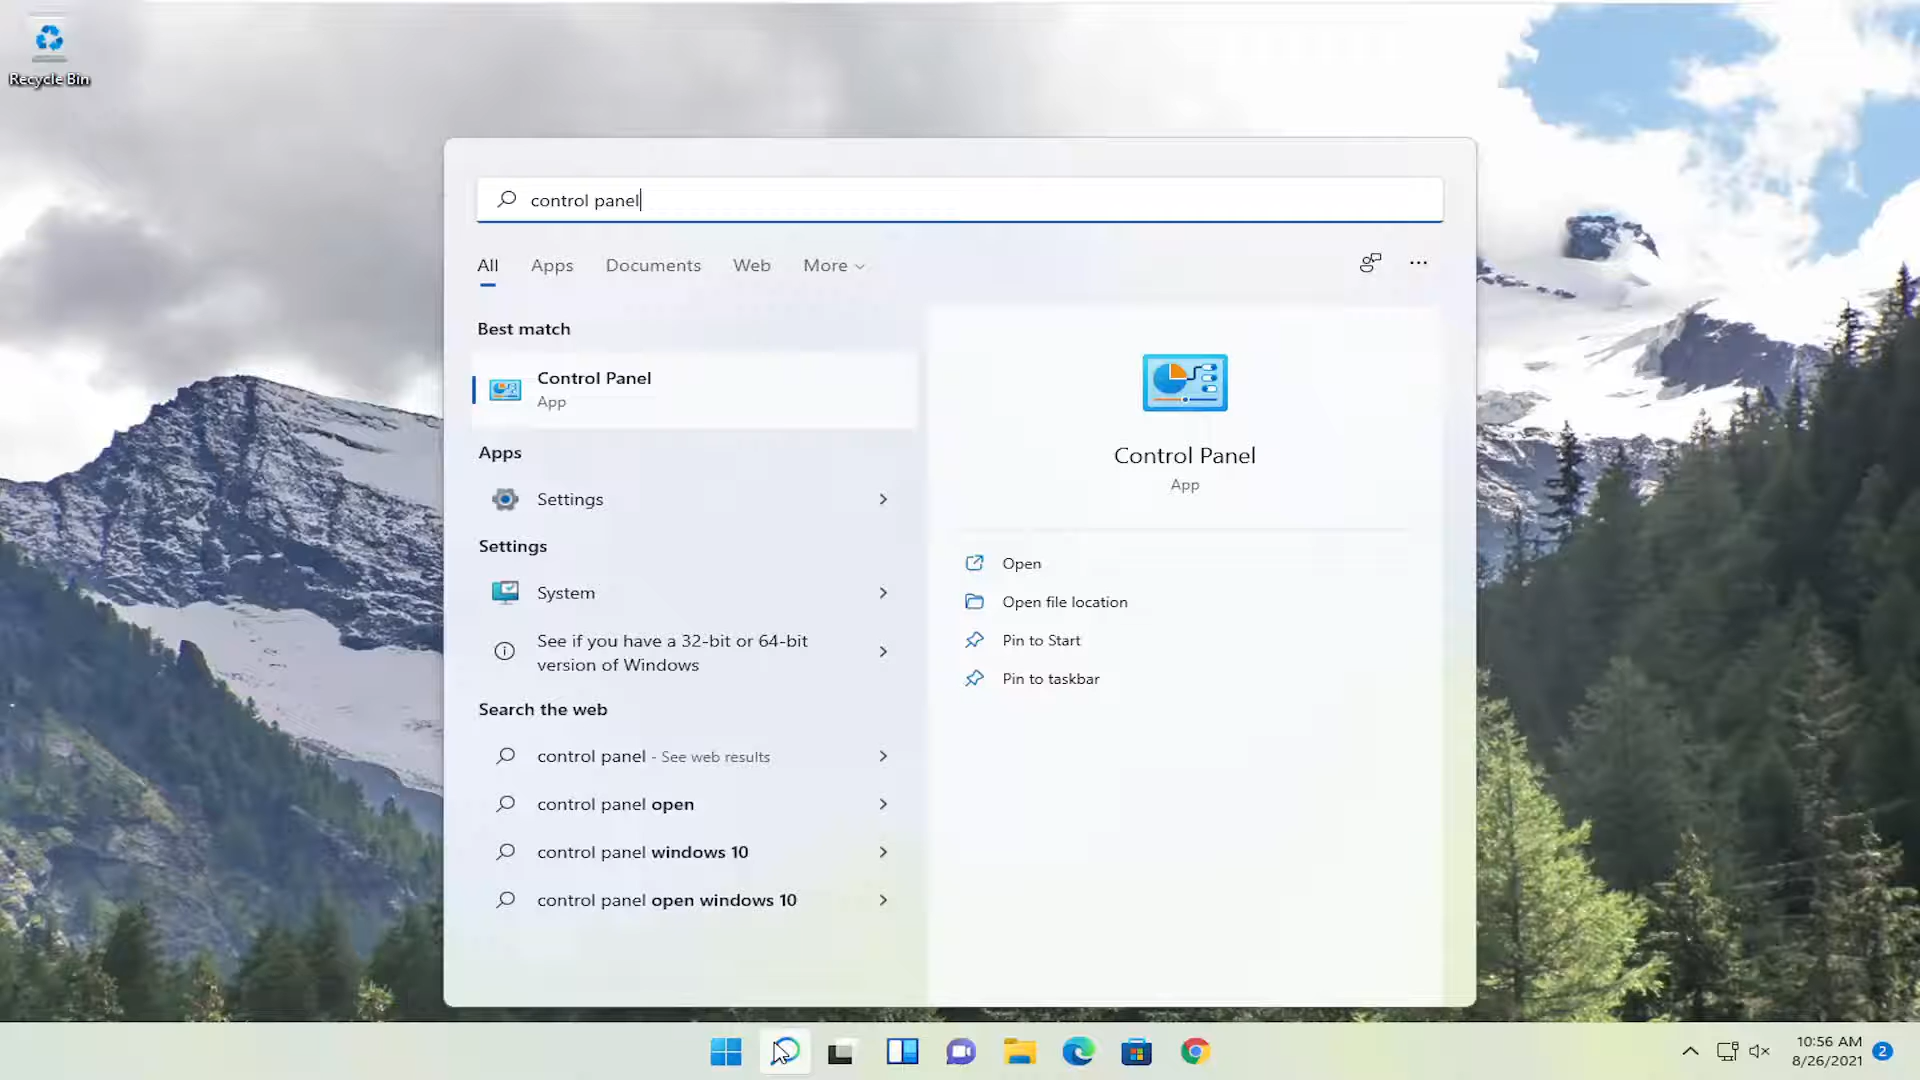 Recycle Bin
control panel
All Apps Documents Web More
Best match
Control Panel
App
Apps
Settings
Settings
System
See if you have a 32-bit or 64-bit
version of Windows
Search the web
control panel - See web results
control panel open
control panel windows 10
control panel open windows 10
Control Panel
App
Open
Open file location
Pin to Start
Pin to taskbar
10:56 AM
8/26/2021
2